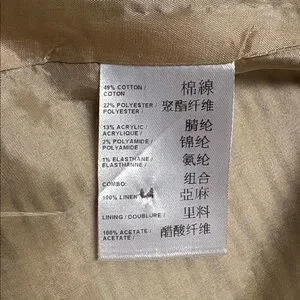 49% COTTON / 棉線
COTON
22% POLYESTER / 聚酯纤维
POLYESTER /
13% ACRYLIC / 腈纶
ACRYLIQUE /
2% POLYAMIDE / 锦纶
POLYAMIDE
1% ELASTHANE / 氨纶
ELASTHANNE
COMBO: 组合
100% LINEN 亞麻
LINING / DOUBLURE / 里料
100% ACETATE / 醋酸纤维
ACETATE /